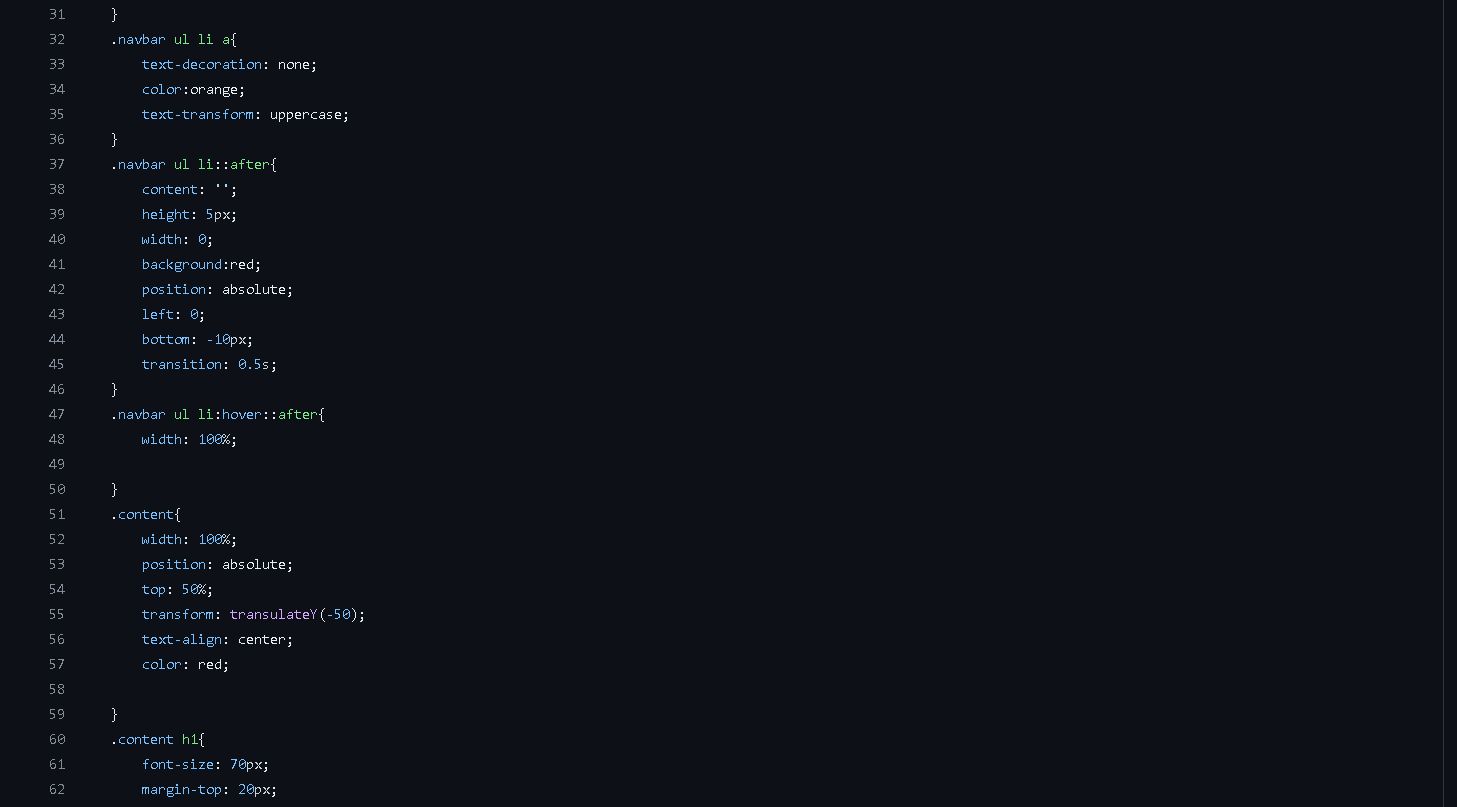 31 }
32 .navbar ul li a{
33 text-decoration: none;
34 color:orange;
35 text-transform: uppercase;
36 }
37 .navbar ul li::after{
38 content: '';
39 height: 5px;
40 width: 0;
41 background:red;
42 position: absolute;
43 left: 0;
44 bottom: -10px;
45 transition: 0.5s;
46 }
47 .navbar ul li:hover::after{
48 width: 100%;
49
50 }
51 .content{
52 width: 100%;
53 position: absolute;
54 top: 50%;
55 transform: transulateY(-50);
56 text-align: center;
57 color: red;
58
59 }
60 .content h1{
61 font-size: 70px;
62 margin-top: 20px;